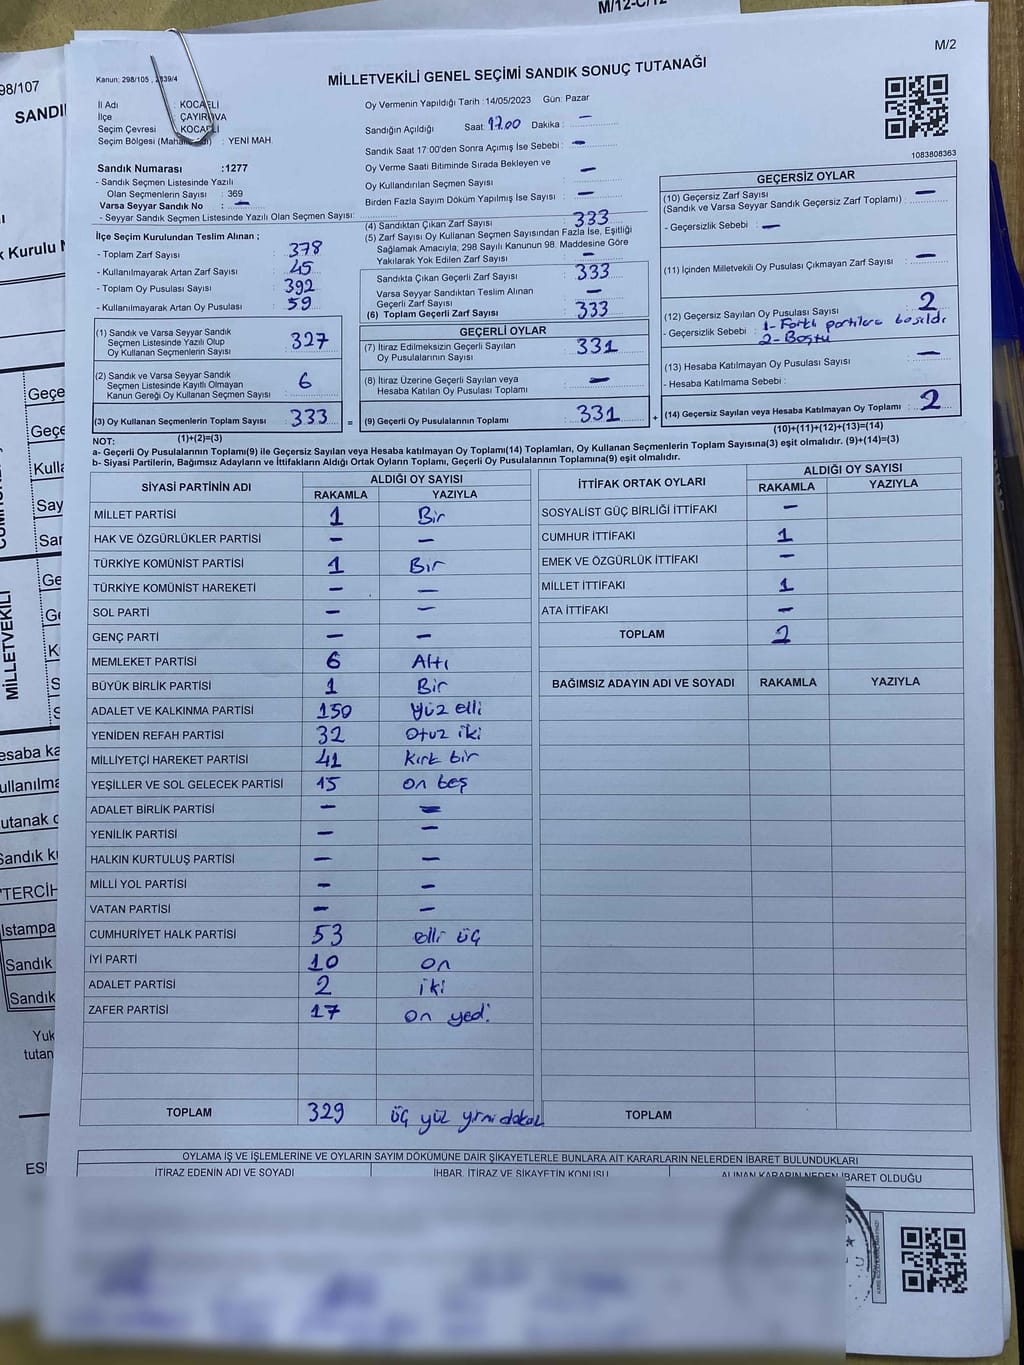 M/12-C/12
98/107
SANDI
M/2
Kanun: 298/105 , 2839/4
MİLLETVEKİLİ GENEL SEÇİMİ SANDIK SONUÇ TUTANAĞI
İl Adı : KOCAELİ
İlçe : ÇAYIROVA
Seçim Çevresi : KOCAELİ
Seçim Bölgesi : YENİ MAH
Oy Vermenin Yapıldığı Tarih :14/05/2023 Gün: Pazar
Sandığın Açıldığı Saat: 17.00 Dakika : –
Sandık Saat 17:00'den Sonra Açımış İse Sebebi : –
Oy Verme Saati Bitiminde Sırada Bekleyen ve
Oy Kullandırılan Seçmen Sayısı : –
Birden Fazla Sayım Döküm Yapılmış İse Sayısı : –
1083808363
Sandık Numarası :1277
- Sandık Seçmen Listesinde Yazılı
Olan Seçmenlerin Sayısı : 369
Varsa Seyyar Sandık No : –
- Seyyar Sandık Seçmen Listesinde Yazılı Olan Seçmen Sayısı:
İlçe Seçim Kurulundan Teslim Alınan ;
- Toplam Zarf Sayısı : 378
- Kullanılmayarak Artan Zarf Sayısı : 45
- Toplam Oy Pusulası Sayısı : 392
- Kullanılmayarak Artan Oy Pusulası : 59
(1) Sandık ve Varsa Seyyar Sandık
Seçmen Listesinde Yazılı Olup
Oy Kullanan Seçmenlerin Sayısı : 327
(2) Sandık ve Varsa Seyyar Sandık
Seçmen Listesinde Kayıtlı Olmayan
Kanun Gereği Oy Kullanan Seçmen Sayısı : 6
(3) Oy Kullanan Seçmenlerin Toplam Sayısı : 333
(1)+(2)=(3)
(4) Sandıktan Çıkan Zarf Sayısı : 333
(5) Zarf Sayısı Oy Kullanan Seçmen Sayısından Fazla İse, Eşitliği
Sağlamak Amacıyla, 298 Sayılı Kanunun 98. Maddesine Göre
Yakılarak Yok Edilen Zarf Sayısı : –
Sandıkta Çıkan Geçerli Zarf Sayısı : 333
Varsa Seyyar Sandıktan Teslim Alınan
Geçerli Zarf Sayısı : –
(6) Toplam Geçerli Zarf Sayısı : 333
GEÇERLİ OYLAR
(7) İtiraz Edilmeksizin Geçerli Sayılan
Oy Pusulalarının Sayısı : 331
(8) İtiraz Üzerine Geçerli Sayılan veya
Hesaba Katılan Oy Pusulası Toplamı : –
= (9) Geçerli Oy Pusulalarının Toplamı : 331 +
GEÇERSİZ OYLAR
(10) Geçersiz Zarf Sayısı
(Sandık ve Varsa Seyyar Sandık Geçersiz Zarf Toplamı) : –
- Geçersizlik Sebebi : –
(11) İçinden Milletvekili Oy Pusulası Çıkmayan Zarf Sayısı : –
(12) Geçersiz Sayılan Oy Pusulası Sayısı : 2
- Geçersizlik Sebebi : 1- Farklı partilere basıldı
2- Boştu
(13) Hesaba Katılmayan Oy Pusulası Sayısı : –
- Hesaba Katılmama Sebebi :
(14) Geçersiz Sayılan veya Hesaba Katılmayan Oy Toplamı : 2
(10)+(11)+(12)+(13)=(14)
NOT:
a- Geçerli Oy Pusulasının Toplamı(9) ile Geçersiz Sayılan veya Hesaba katılmayan Oy Toplamı(14) Toplamları, Oy Kullanan Seçmenlerin Toplam Sayısına(3) eşit olmalıdır. (9)+(14)=(3)
b- Siyasi Partilerin, Bağımsız Adayların ve İttifakların Aldığı Ortak Oyların Toplamı, Geçerli Oy Pusulalarının Toplamına(9) eşit olmalıdır.
SİYASİ PARTİNİN ADI
ALDIĞI OY SAYISI
RAKAMLA YAZIYLA
MİLLET PARTİSİ 1 Bir
HAK VE ÖZGÜRLÜKLER PARTİSİ – –
TÜRKİYE KOMÜNİST PARTİSİ 1 Bir
TÜRKİYE KOMÜNİST HAREKETİ – –
SOL PARTİ – –
GENÇ PARTİ – –
MEMLEKET PARTİSİ 6 Altı
BÜYÜK BİRLİK PARTİSİ 1 Bir
ADALET VE KALKINMA PARTİSİ 150 Yüz elli
YENİDEN REFAH PARTİSİ 32 Otuz iki
MİLLİYETÇİ HAREKET PARTİSİ 41 kırk bir
YEŞİLLER VE SOL GELECEK PARTİSİ 15 on beş
ADALET BİRLİK PARTİSİ – –
YENİLİK PARTİSİ – –
HALKIN KURTULUŞ PARTİSİ – –
MİLLİ YOL PARTİSİ – –
VATAN PARTİSİ – –
CUMHURİYET HALK PARTİSİ 53 elli üç
İYİ PARTİ 10 on
ADALET PARTİSİ 2 iki
ZAFER PARTİSİ 17 on yedi
TOPLAM 329 üç yüz yirmi dokuz
İTTİFAK ORTAK OYLARI
ALDIĞI OY SAYISI
RAKAMLA YAZIYLA
SOSYALİST GÜÇ BİRLİĞİ İTTİFAKI –
CUMHUR İTTİFAKI 1
EMEK VE ÖZGÜRLÜK İTTİFAKI –
MİLLET İTTİFAKI 1
ATA İTTİFAKI –
TOPLAM 2
BAĞIMSIZ ADAYIN ADI VE SOYADI RAKAMLA YAZIYLA
TOPLAM
OYLAMA İŞ VE İŞLEMLERİNE VE OYLARIN SAYIM DÖKÜMÜNE DAİR ŞİKAYETLERLE BUNLARA AİT KARARLARIN NELERDEN İBARET BULUNDUKLARI
İTİRAZ EDENİN ADI VE SOYADI
İHBAR, İTİRAZ VE ŞİKAYETİN KONUSU
ALINAN KARARIN NEDEN İBARET OLDUĞU
Kurulu
Geçe
Geçe
Kulla
Say
San
MİLLETVEKİLİ
Ge
esaba ka
ullanılma
utanak
Sandık
"TERCİH
Istampa
Sandık
Sandık
Yuk
tutan